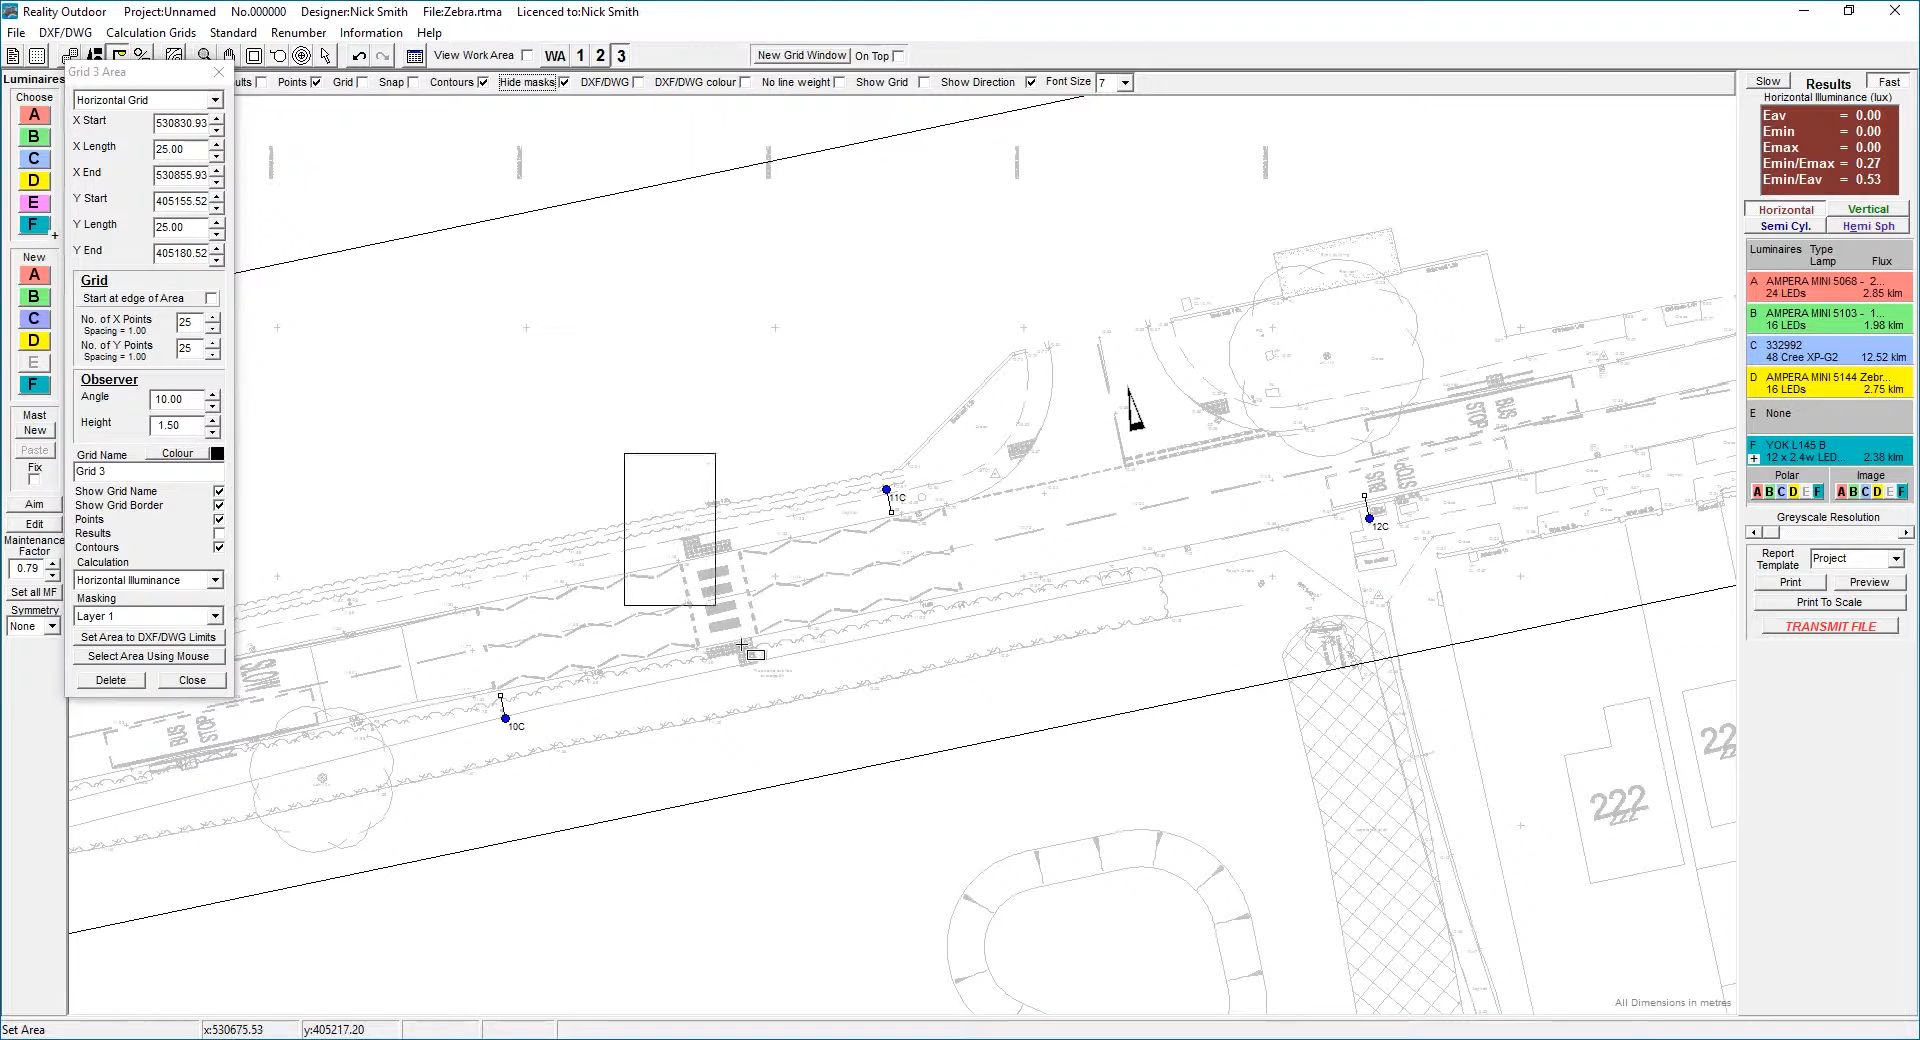 Reality Outdoor Project:Unnamed No.000000 Designer:Nick Smith File:Zebra.rtma Licenced to:Nick Smith
File DXF/DWG Calculation Grids Standard Renumber Information Help
View Work Area WA 1 2 3 New Grid Window On Top
ults Points Grid Snap Contours Hide masks DXF/DWG DXF/DWG colour No line weight Show Grid Show Direction Font Size 7
Luminaires
Choose
A
B
C
D
E
F
+
New
A
B
C
D
E
F
Mast
New
Paste
Fix
Aim
Edit
Maintenance
Factor
0.79
Set all MF
Symmetry
None
Grid 3 Area
Horizontal Grid
X Start 530830.93
X Length 25.00
X End 530855.93
Y Start 405155.52
Y Length 25.00
Y End 405180.52
Grid
Start at edge of Area
No. of X Points 25
Spacing = 1.00
No. of Y Points 25
Spacing = 1.00
Observer
Angle 10.00
Height 1.50
Grid Name Colour
Grid 3
Show Grid Name
Show Grid Border
Points
Results
Contours
Calculation
Horizontal Illuminance
Masking
Layer 1
Set Area to DXF/DWG Limits
Select Area Using Mouse
Delete Close
11C
12C
10C
BUS
STOP
BUS
STOP
BUS
STOP
222
222
22
All Dimensions in metres
Slow Results Fast
Horizontal Illuminance (lux)
Eav = 0.00
Emin = 0.00
Emax = 0.00
Emin/Emax = 0.27
Emin/Eav = 0.53
Horizontal Vertical
Semi Cyl. Hemi Sph
Luminaires Type
Lamp Flux
A AMPERA MINI 5068 - 2...
24 LEDs 2.85 klm
B AMPERA MINI 5103 - 1...
16 LEDs 1.98 klm
C 332992
48 Cree XP-G2 12.52 klm
D AMPERA MINI 5144 Zebr...
16 LEDs 2.75 klm
E None
F YOK L145 B
+ 12 x 2.4w LED... 2.38 klm
Polar Image
A B C D E F A B C D E F
Greyscale Resolution
Report
Template Project
Print Preview
Print To Scale
TRANSMIT FILE
Set Area x:530675.53 y:405217.20